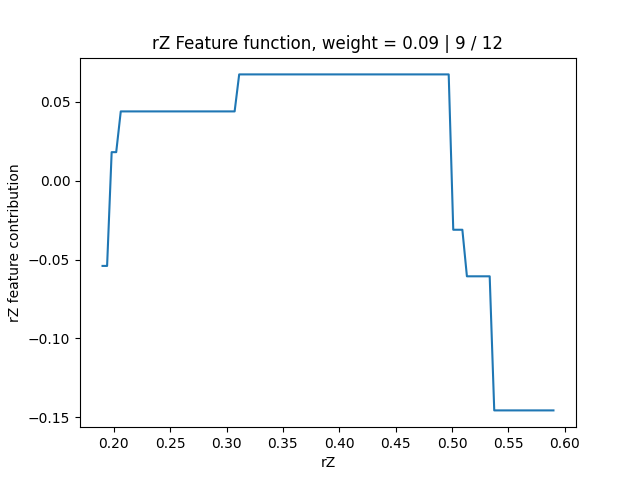 rZ Feature function, weight = 0.09 | 9 / 12
rZ feature contribution
0.05
0.00
−0.05
−0.10
−0.15
0.20 0.25 0.30 0.35 0.40 0.45 0.50 0.55 0.60
rZ